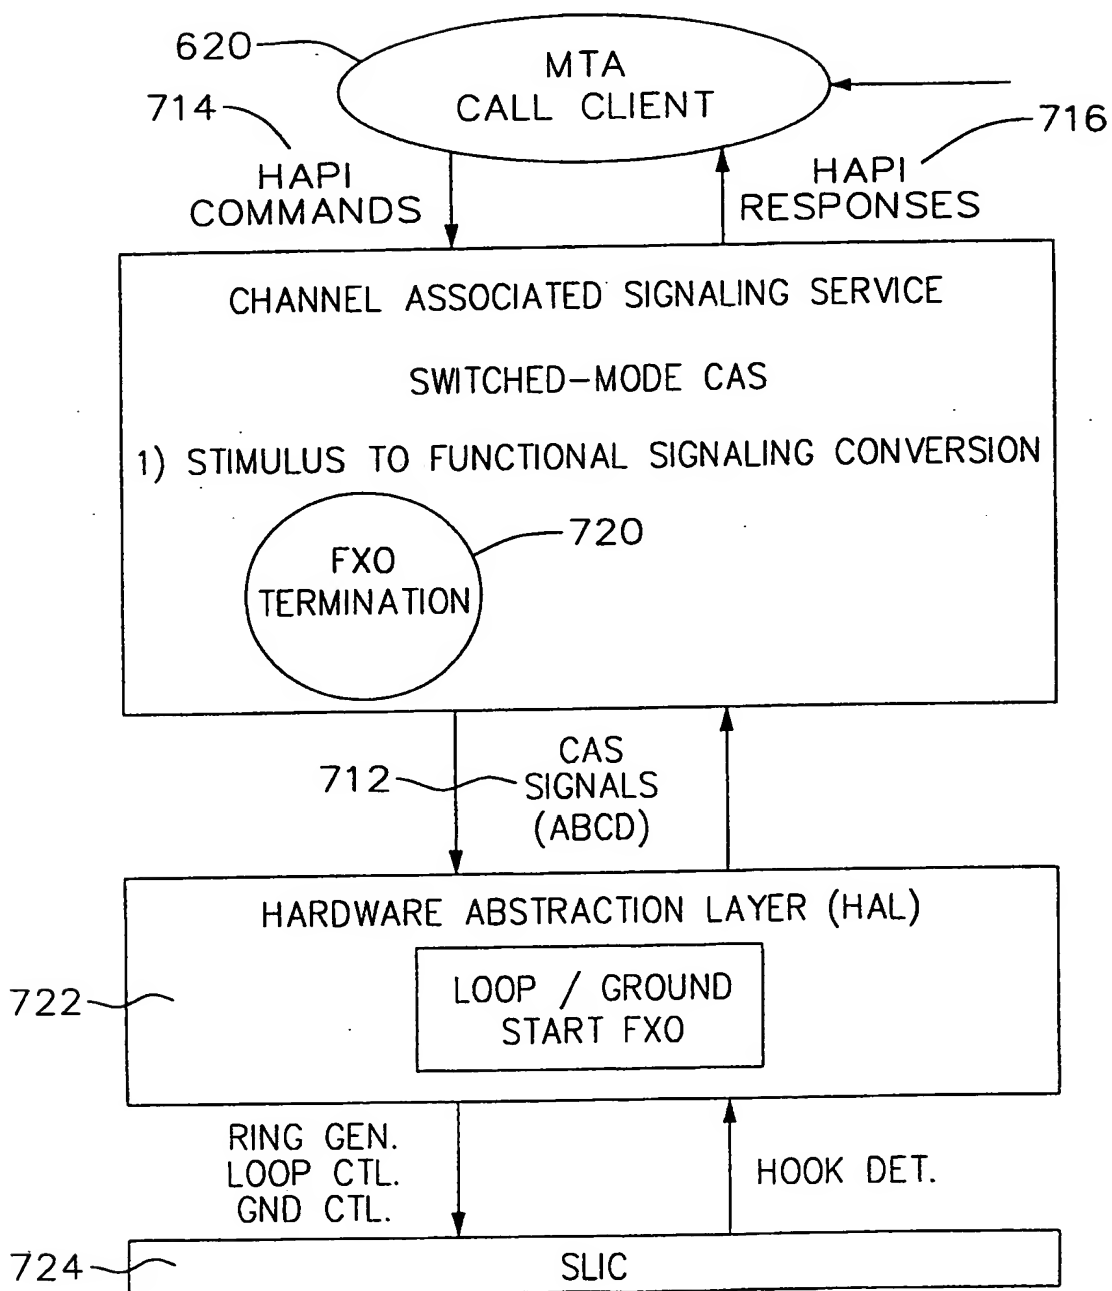 620
MTA
CALL CLIENT
714
716
HAPI
COMMANDS
HAPI
RESPONSES
CHANNEL ASSOCIATED SIGNALING SERVICE
SWITCHED-MODE CAS
1) STIMULUS TO FUNCTIONAL SIGNALING CONVERSION
720
FXO
TERMINATION
712
CAS
SIGNALS
(ABCD)
HARDWARE ABSTRACTION LAYER (HAL)
722
LOOP / GROUND
START FXO
RING GEN.
LOOP CTL.
GND CTL.
HOOK DET.
724
SLIC